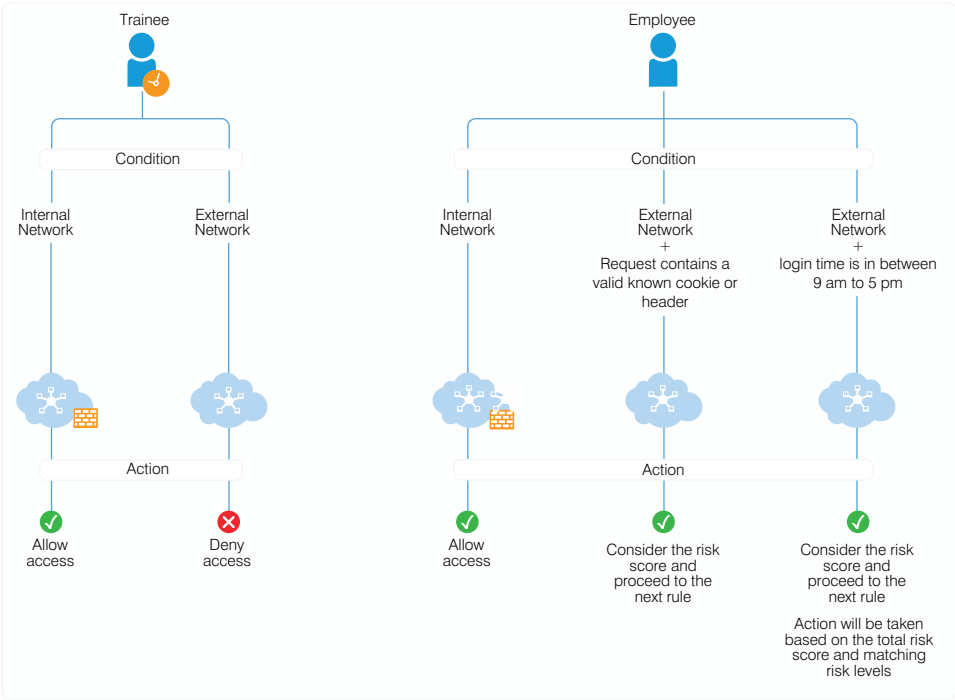 Trainee
Employee
Condition
Condition
Internal
Network
External
Network
Internal
Network
External
Network
+
Request contains a
valid known cookie or
header
External
Network
+
login time is in between
9 am to 5 pm
Action
Action
Allow
access
Deny
access
Allow
access
Consider the risk
score and
proceed to the
next rule
Consider the risk
score and
proceed to the
next rule
Action will be taken
based on the total risk
score and matching
risk levels